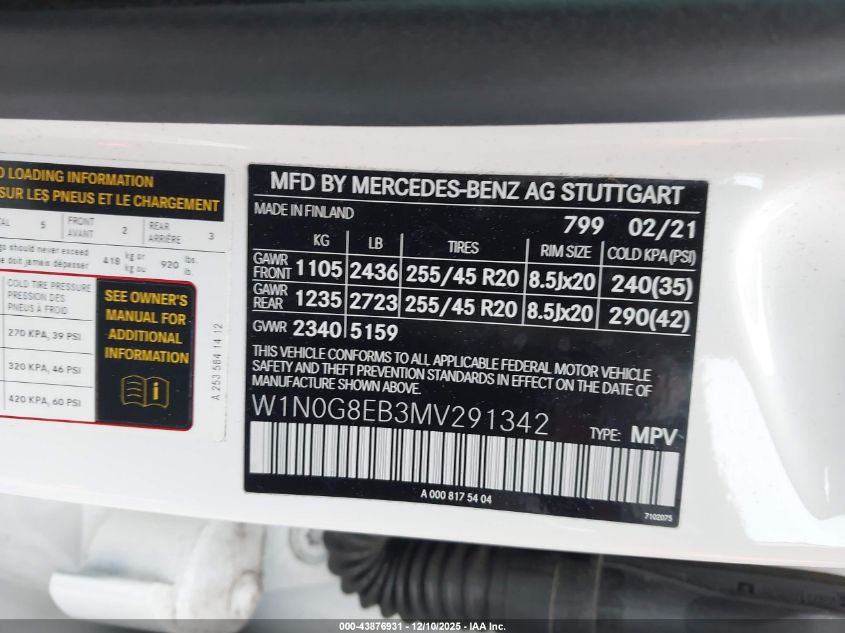 D LOADING INFORMATION
SUR LES PNEUS ET LE CHARGEMENT
5 FRONT AVANT 2 REAR ARRIÈRE 3
gs should never exceed
e doit jamais dépasser 418 kg or kg ou 920 lbs. lb.
COLD TIRE PRESSURE
PRESSION DES
PNEUS À FROID
270 KPA, 39 PSI
320 KPA, 46 PSI
420 KPA, 60 PSI
SEE OWNER'S
MANUAL FOR
ADDITIONAL
INFORMATION
A 253 584 14 12
MFD BY MERCEDES-BENZ AG STUTTGART
MADE IN FINLAND 799 02/21
KG LB TIRES RIM SIZE COLD KPA(PSI)
GAWR FRONT 1105 2436 255/45 R20 8.5Jx20 240(35)
GAWR REAR 1235 2723 255/45 R20 8.5Jx20 290(42)
GVWR 2340 5159
THIS VEHICLE CONFORMS TO ALL APPLICABLE FEDERAL MOTOR VEHICLE
SAFETY AND THEFT PREVENTION STANDARDS IN EFFECT ON THE DATE OF
MANUFACTURE SHOWN ABOVE
W1N0G8EB3MV291342 TYPE: MPV
A 000 817 54 04
7102075
000-43876931 - 12/10/2025 - IAA Inc.